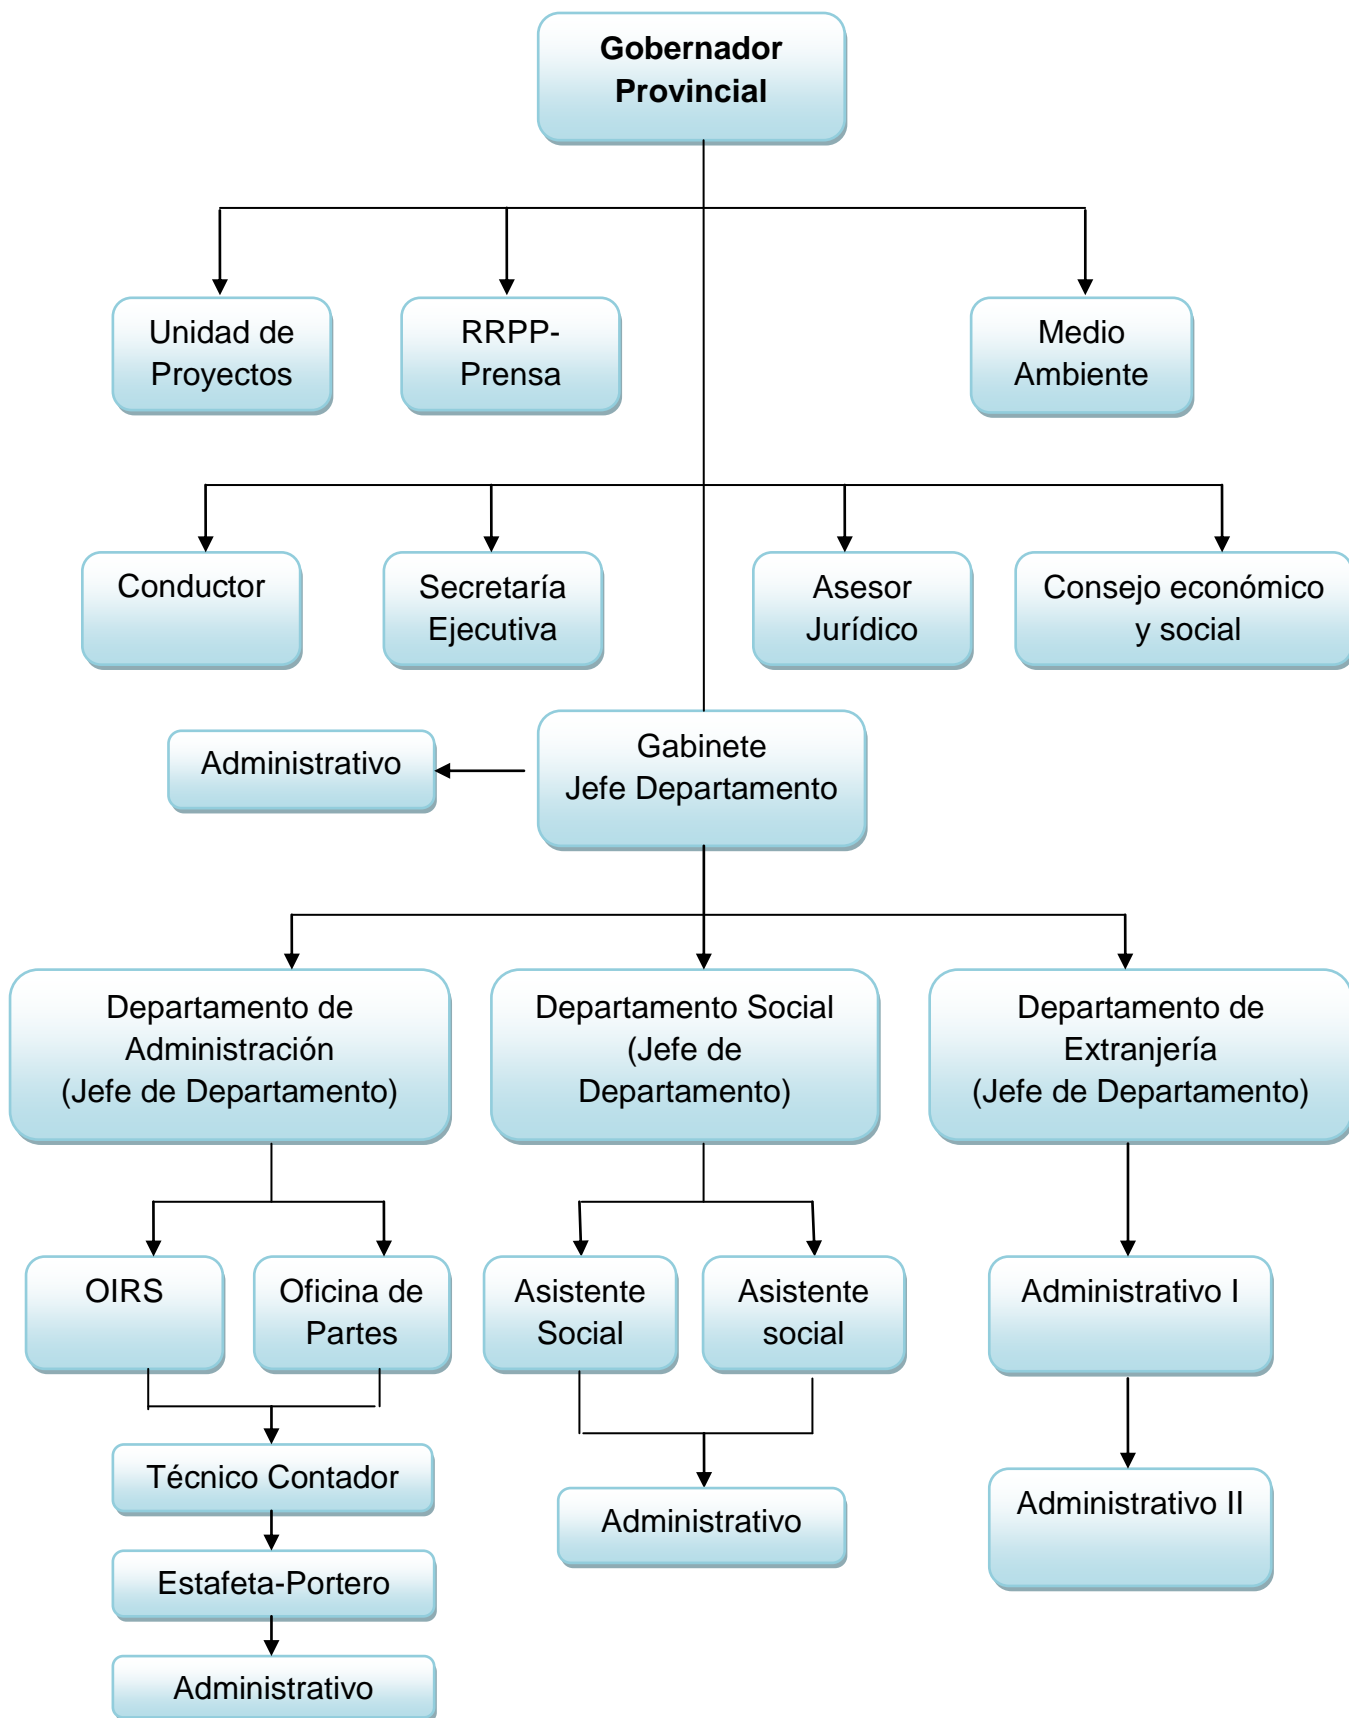 Gobernador
Provincial
Unidad de
Proyectos
RRPP-
Prensa
Medio
Ambiente
Conductor
Secretaría
Ejecutiva
Asesor
Jurídico
Consejo económico
y social
Administrativo
Gabinete
Jefe Departamento
Departamento de
Administración
(Jefe de Departamento)
Departamento Social
(Jefe de
Departamento)
Departamento de
Extranjería
(Jefe de Departamento)
OIRS
Oficina de
Partes
Asistente
Social
Asistente
social
Administrativo I
Técnico Contador
Administrativo
Administrativo II
Estafeta-Portero
Administrativo